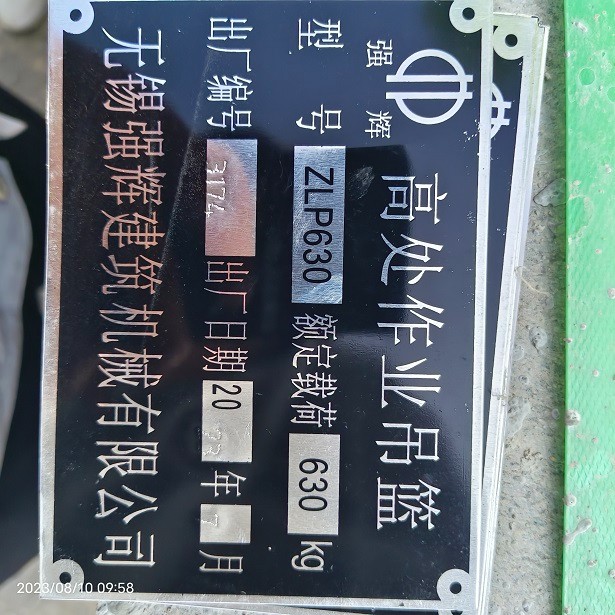 强辉
高处作业吊篮
型号 ZLP630 额定载荷 630 kg
出厂编号 3174 出厂日期 20 年 7 月
无锡强辉建筑机械有限公司
2023/08/10 09:58